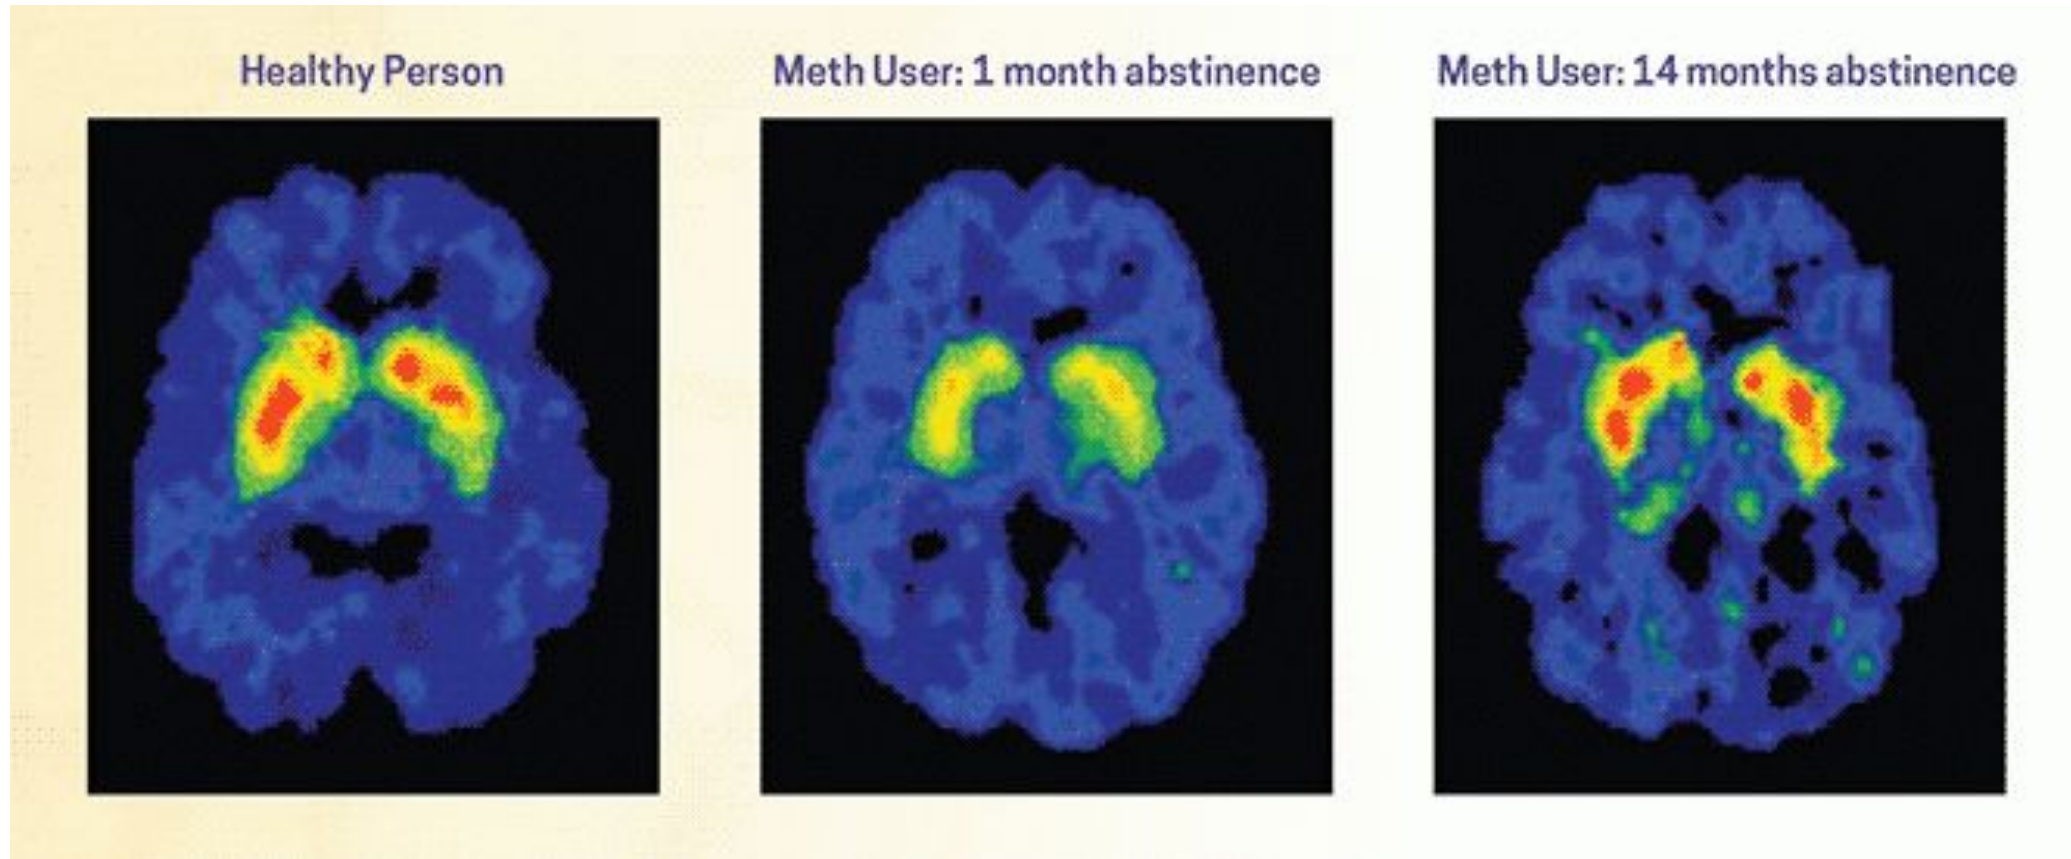 Healthy Person
Meth User: 1 month abstinence
Meth User: 14 months abstinence